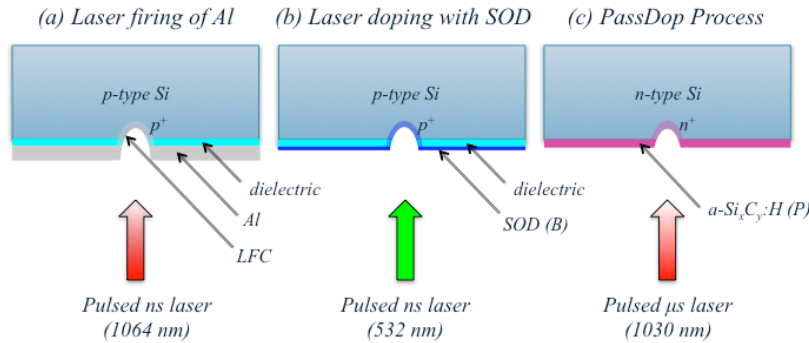 (a) Laser firing of Al
(b) Laser doping with SOD
(c) PassDop Process
p-type Si
p⁺
dielectric
Al
LFC
Pulsed ns laser
(1064 nm)
p-type Si
p⁺
dielectric
SOD (B)
Pulsed ns laser
(532 nm)
n-type Si
n⁺
a-SiₓCᵧ:H (P)
Pulsed μs laser
(1030 nm)